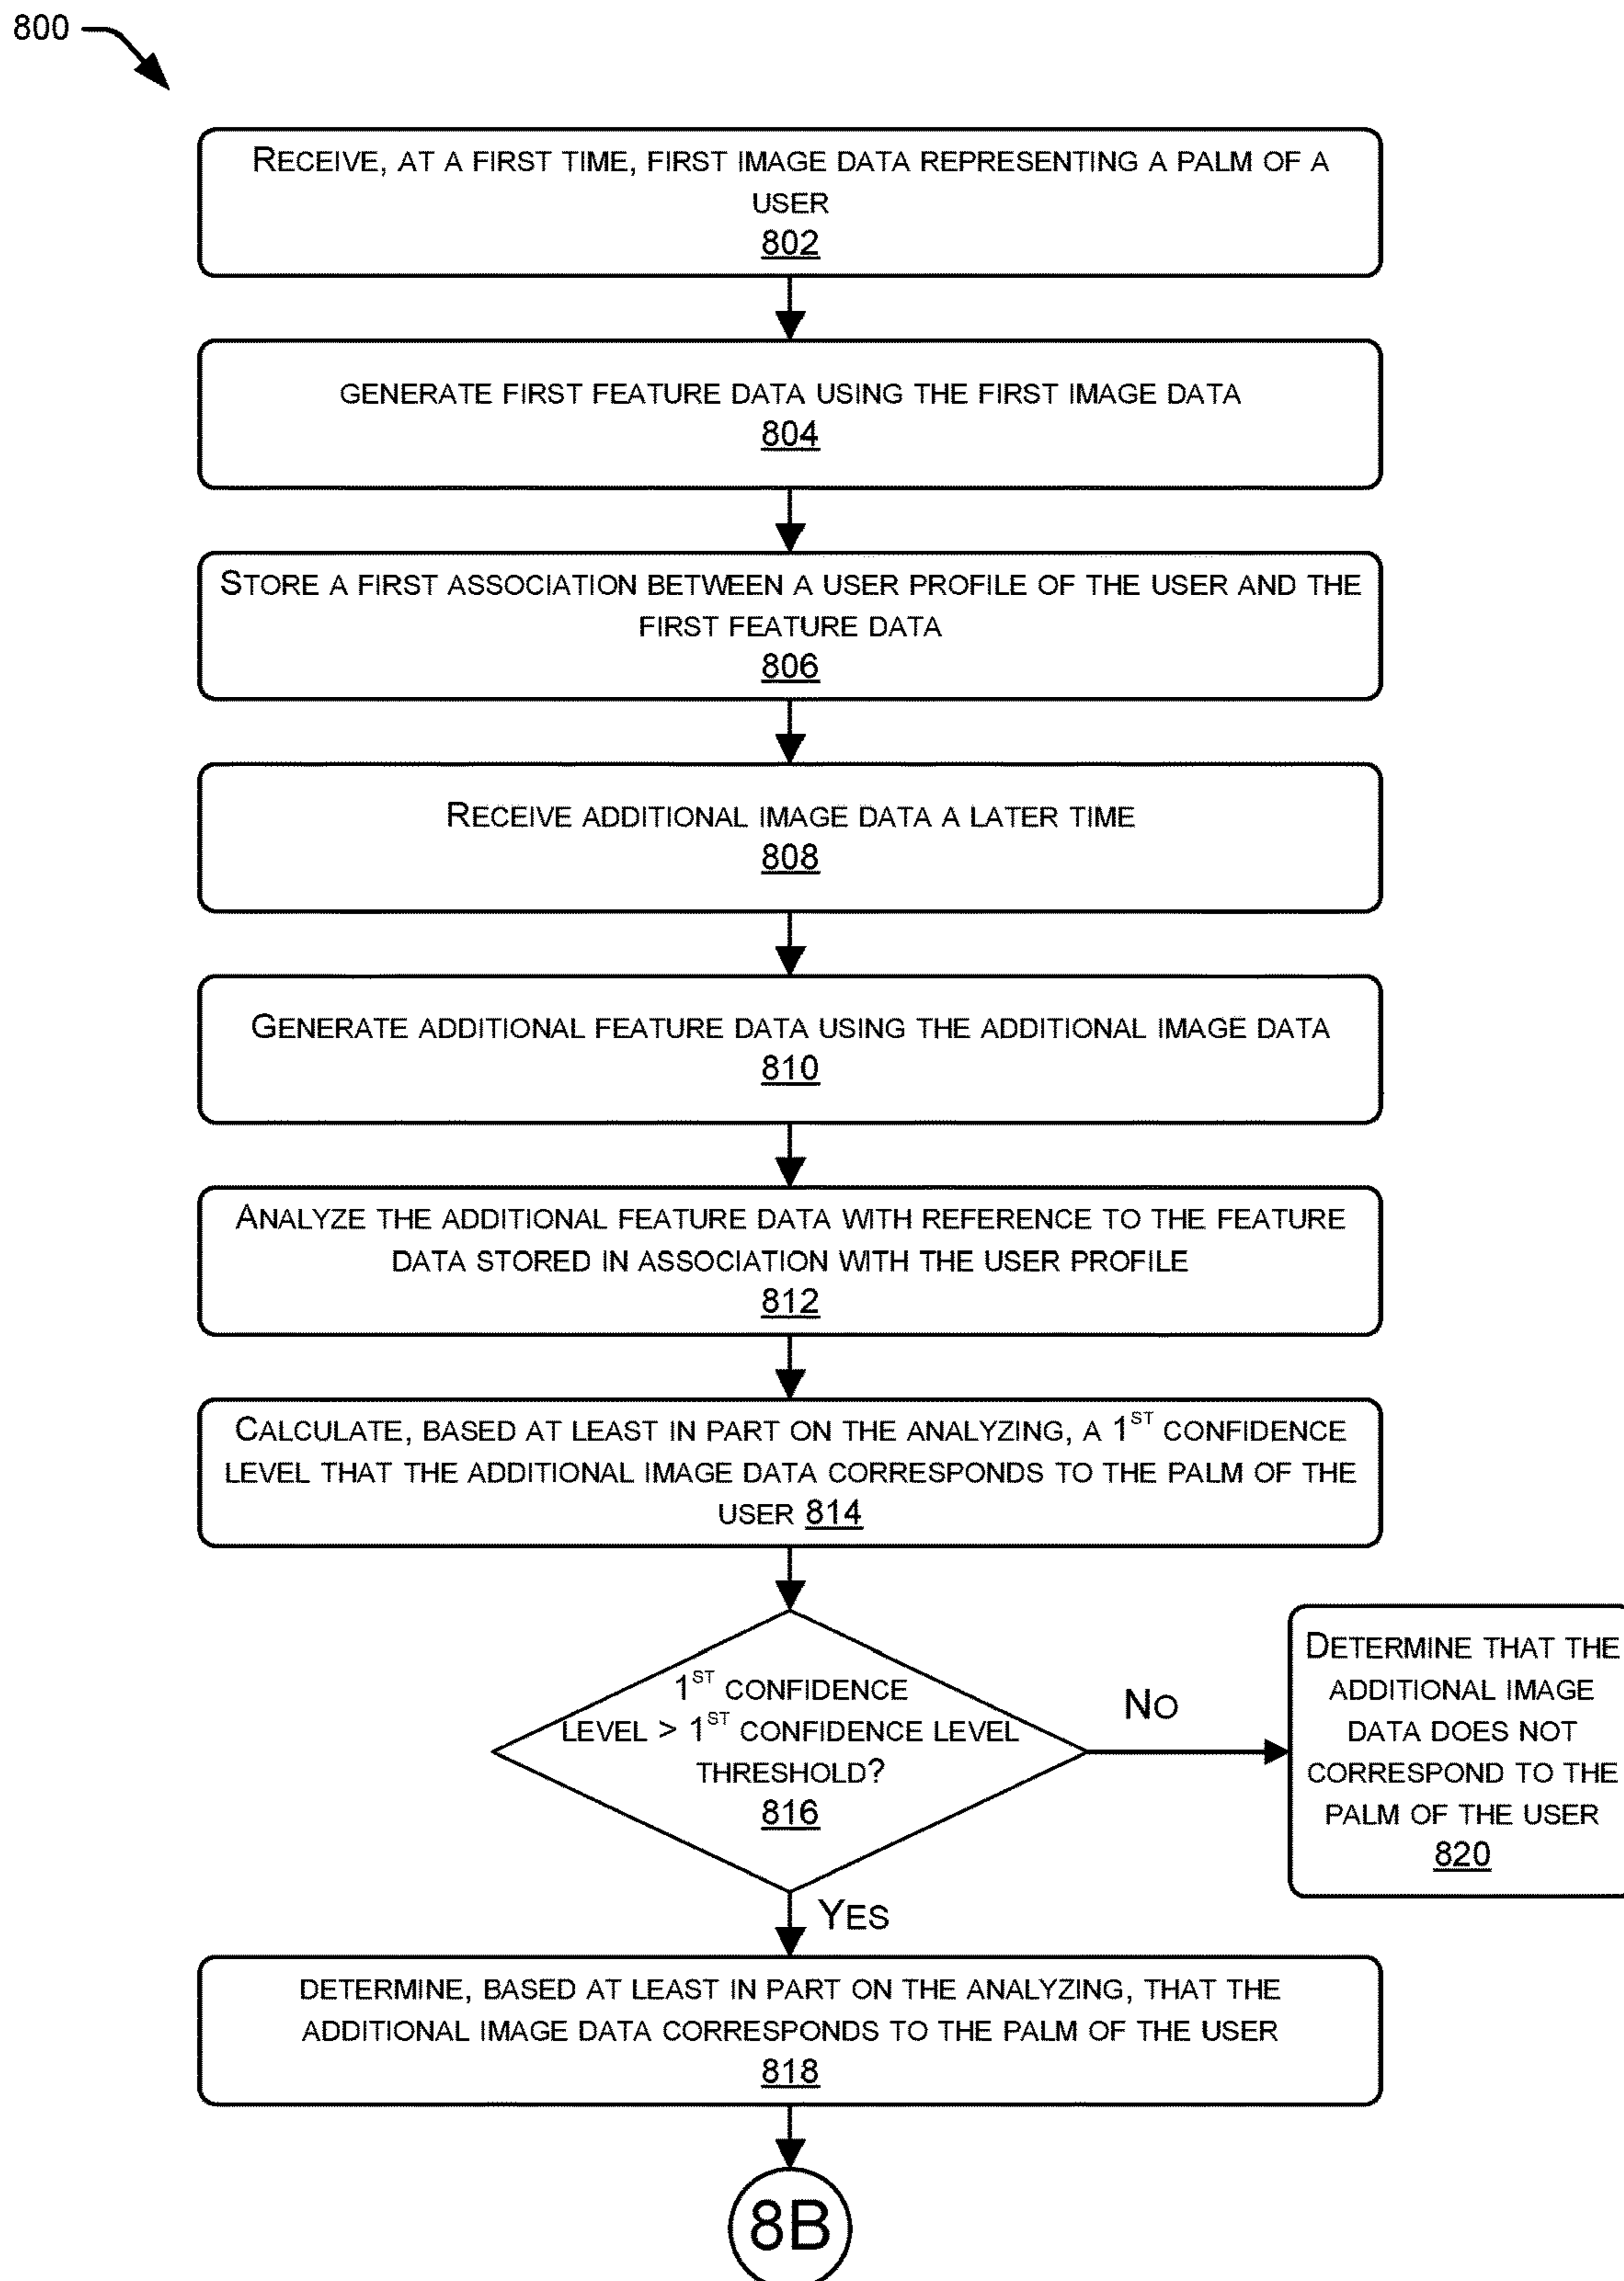 800
RECEIVE, AT A FIRST TIME, FIRST IMAGE DATA REPRESENTING A PALM OF A
USER
802
GENERATE FIRST FEATURE DATA USING THE FIRST IMAGE DATA
804
STORE A FIRST ASSOCIATION BETWEEN A USER PROFILE OF THE USER AND THE
FIRST FEATURE DATA
806
RECEIVE ADDITIONAL IMAGE DATA A LATER TIME
808
GENERATE ADDITIONAL FEATURE DATA USING THE ADDITIONAL IMAGE DATA
810
ANALYZE THE ADDITIONAL FEATURE DATA WITH REFERENCE TO THE FEATURE
DATA STORED IN ASSOCIATION WITH THE USER PROFILE
812
CALCULATE, BASED AT LEAST IN PART ON THE ANALYZING, A 1ST CONFIDENCE
LEVEL THAT THE ADDITIONAL IMAGE DATA CORRESPONDS TO THE PALM OF THE
USER 814
1ST CONFIDENCE
LEVEL > 1ST CONFIDENCE LEVEL
THRESHOLD?
816
NO
DETERMINE THAT THE
ADDITIONAL IMAGE
DATA DOES NOT
CORRESPOND TO THE
PALM OF THE USER
820
YES
DETERMINE, BASED AT LEAST IN PART ON THE ANALYZING, THAT THE
ADDITIONAL IMAGE DATA CORRESPONDS TO THE PALM OF THE USER
818
8B